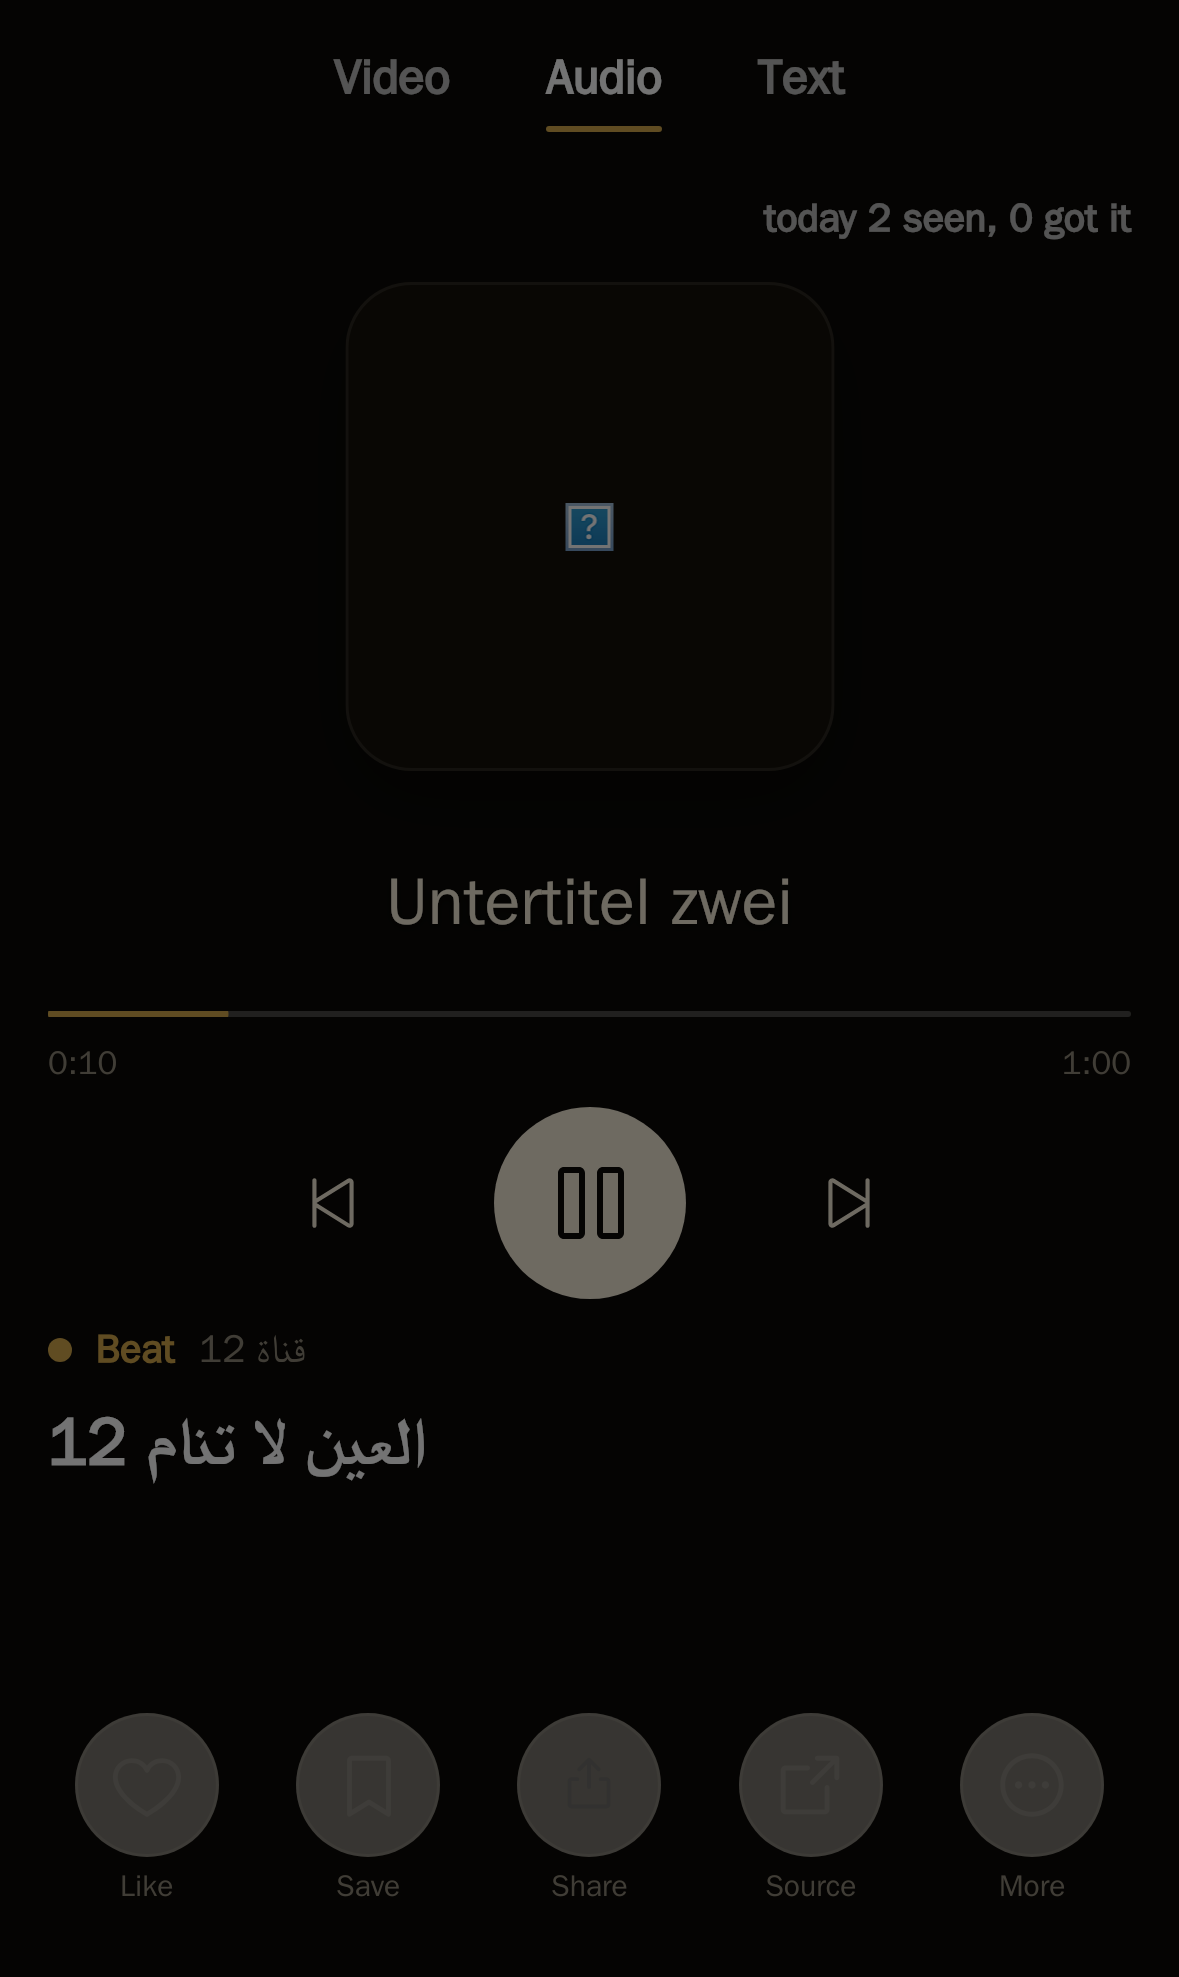 Video Audio Text
today 2 seen, 0 got it
?
Untertitel zwei
0:10 1:00
Beat قناة 12
العين لا تنام 12
Like Save Share Source More